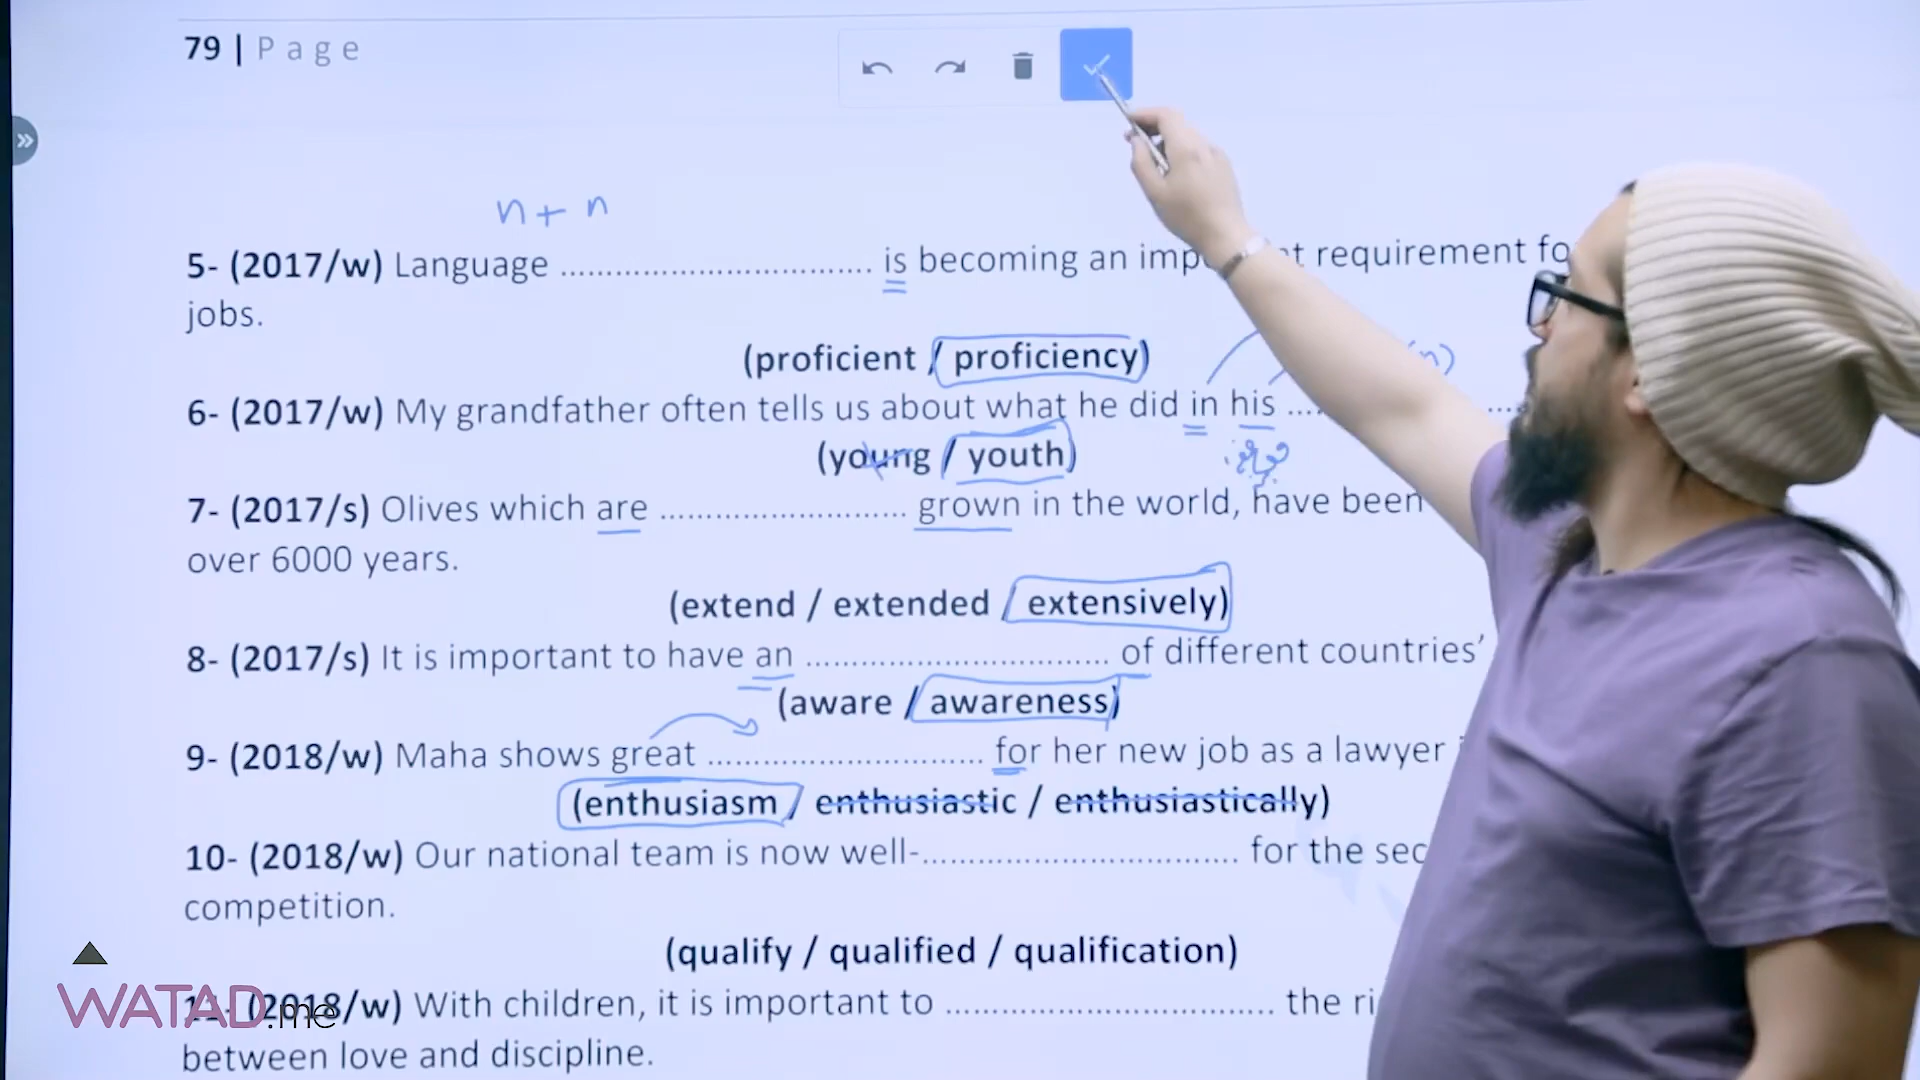 79 | Page
n + n
5- (2017/w) Language .................................. is becoming an requirement
jobs.
(proficient / proficiency)
(n)
6- (2017/w) My grandfather often tells us about what he did in his ....
(young / youth)
7- (2017/s) Olives which are ........................... grown in the world, have been
over 6000 years.
(extend / extended / extensively)
8- (2017/s) It is important to have an ................................. of different countries’
(aware / awareness)
9- (2018/w) Maha shows great .............................. for her new job as a lawyer
(enthusiasm / enthusiastic / enthusiastically)
10- (2018/w) Our national team is now well-.................................. for the
competition.
(qualify / qualified / qualification)
11- (2018/w) With children, it is important to .................................... the
between love and discipline.
WATAD.me